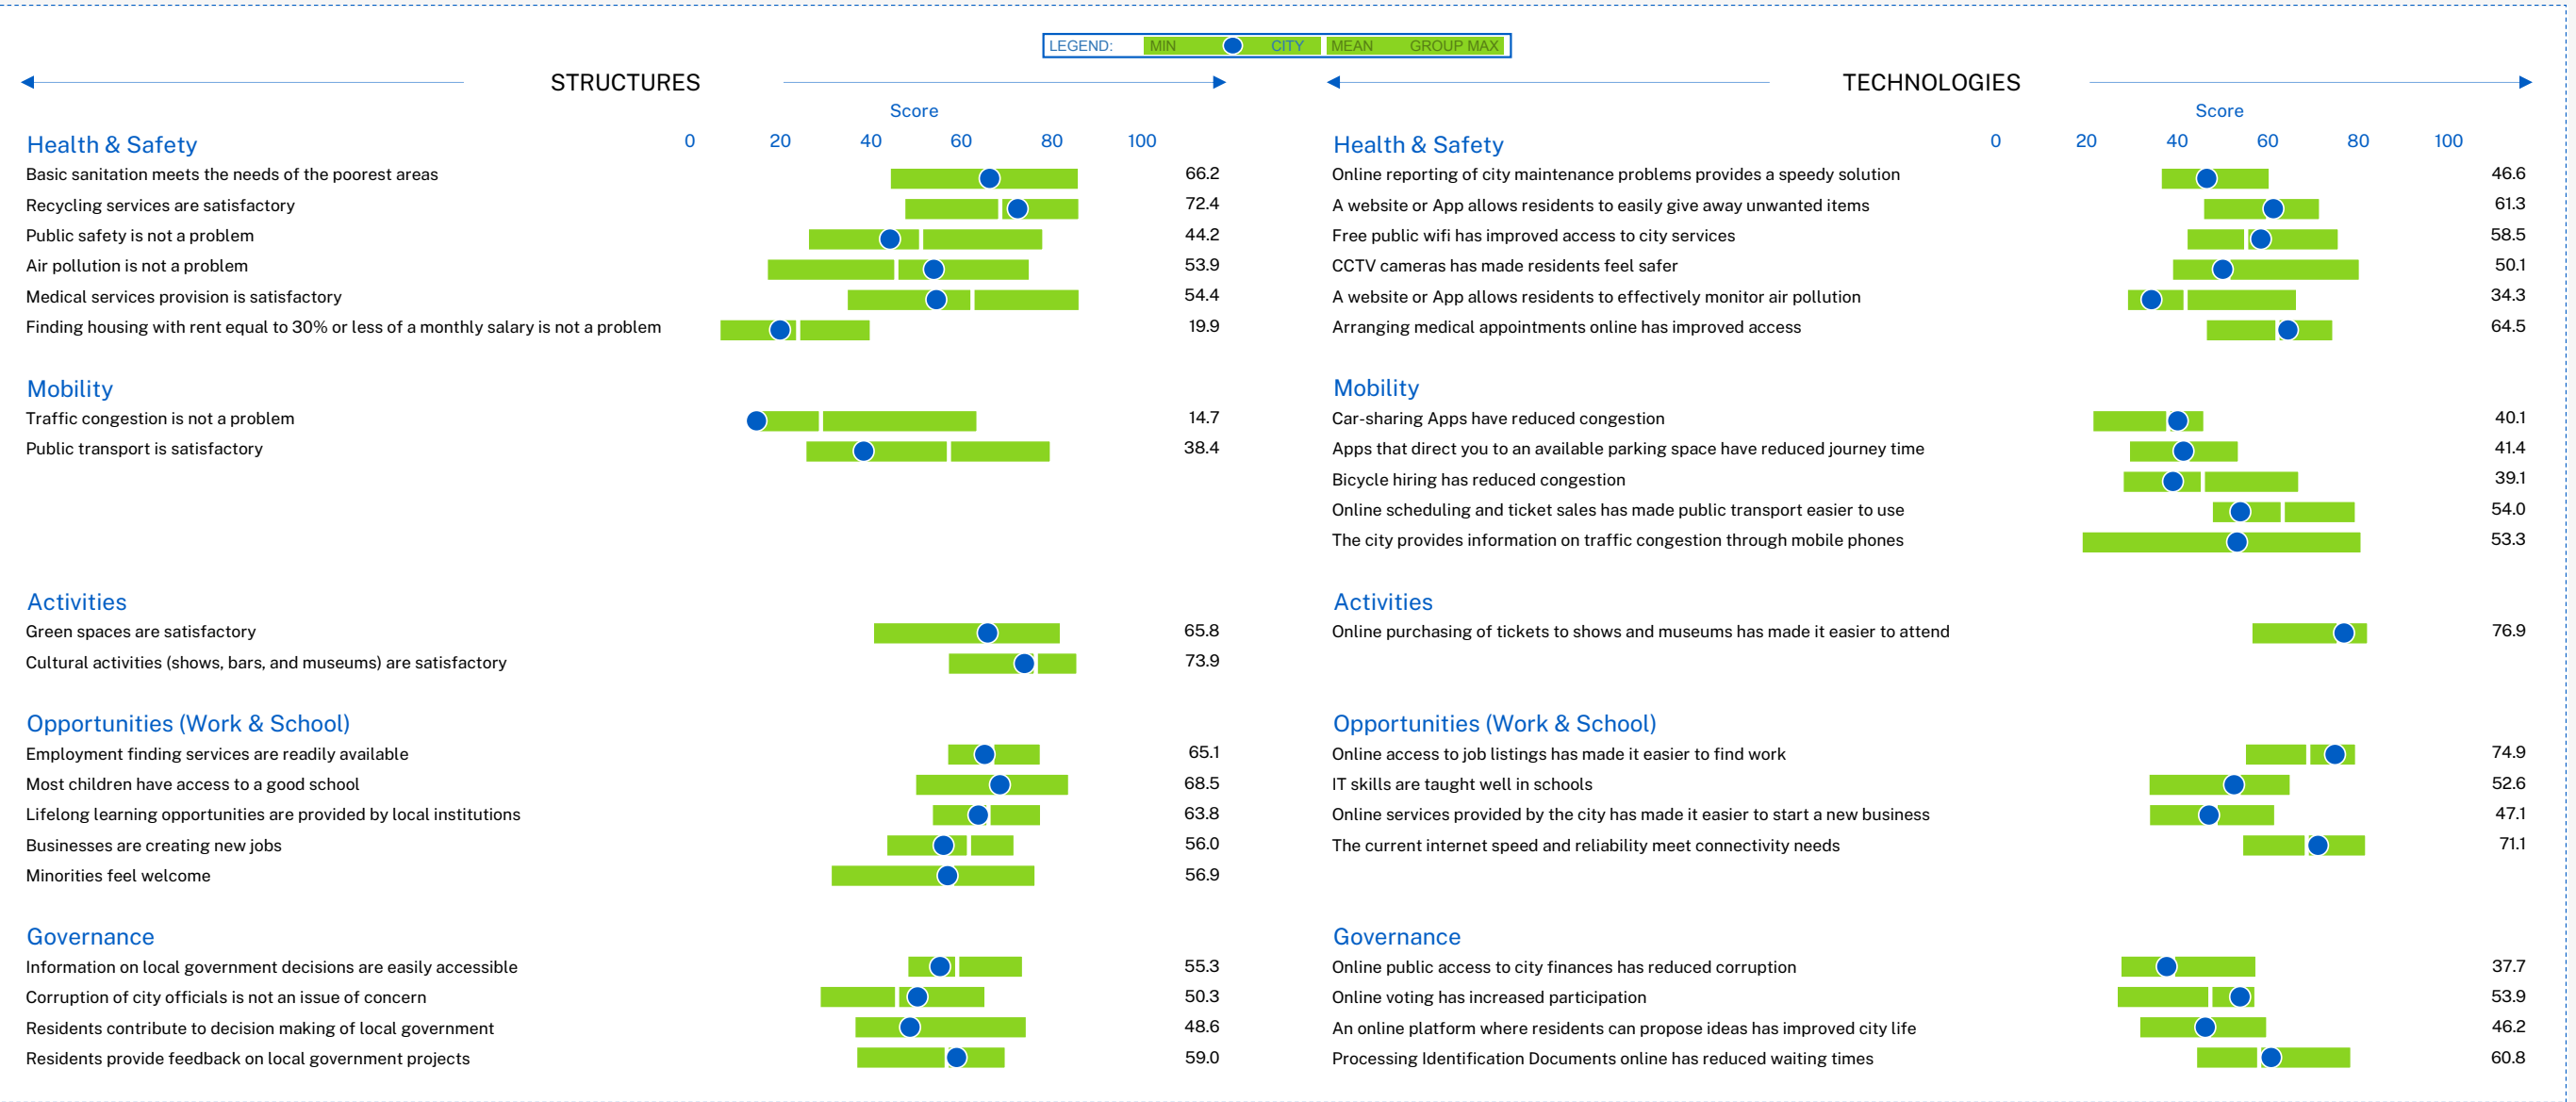 LEGEND: MIN CITY MEAN GROUP MAX
STRUCTURES
Score
Health & Safety 0 20 40 60 80 100
Basic sanitation meets the needs of the poorest areas 66.2
Recycling services are satisfactory 72.4
Public safety is not a problem 44.2
Air pollution is not a problem 53.9
Medical services provision is satisfactory 54.4
Finding housing with rent equal to 30% or less of a monthly salary is not a problem 19.9
Mobility
Traffic congestion is not a problem 14.7
Public transport is satisfactory 38.4
Activities
Green spaces are satisfactory 65.8
Cultural activities (shows, bars, and museums) are satisfactory 73.9
Opportunities (Work & School)
Employment finding services are readily available 65.1
Most children have access to a good school 68.5
Lifelong learning opportunities are provided by local institutions 63.8
Businesses are creating new jobs 56.0
Minorities feel welcome 56.9
Governance
Information on local government decisions are easily accessible 55.3
Corruption of city officials is not an issue of concern 50.3
Residents contribute to decision making of local government 48.6
Residents provide feedback on local government projects 59.0
TECHNOLOGIES
Score
Health & Safety 0 20 40 60 80 100
Online reporting of city maintenance problems provides a speedy solution 46.6
A website or App allows residents to easily give away unwanted items 61.3
Free public wifi has improved access to city services 58.5
CCTV cameras has made residents feel safer 50.1
A website or App allows residents to effectively monitor air pollution 34.3
Arranging medical appointments online has improved access 64.5
Mobility
Car-sharing Apps have reduced congestion 40.1
Apps that direct you to an available parking space have reduced journey time 41.4
Bicycle hiring has reduced congestion 39.1
Online scheduling and ticket sales has made public transport easier to use 54.0
The city provides information on traffic congestion through mobile phones 53.3
Activities
Online purchasing of tickets to shows and museums has made it easier to attend 76.9
Opportunities (Work & School)
Online access to job listings has made it easier to find work 74.9
IT skills are taught well in schools 52.6
Online services provided by the city has made it easier to start a new business 47.1
The current internet speed and reliability meet connectivity needs 71.1
Governance
Online public access to city finances has reduced corruption 37.7
Online voting has increased participation 53.9
An online platform where residents can propose ideas has improved city life 46.2
Processing Identification Documents online has reduced waiting times 60.8